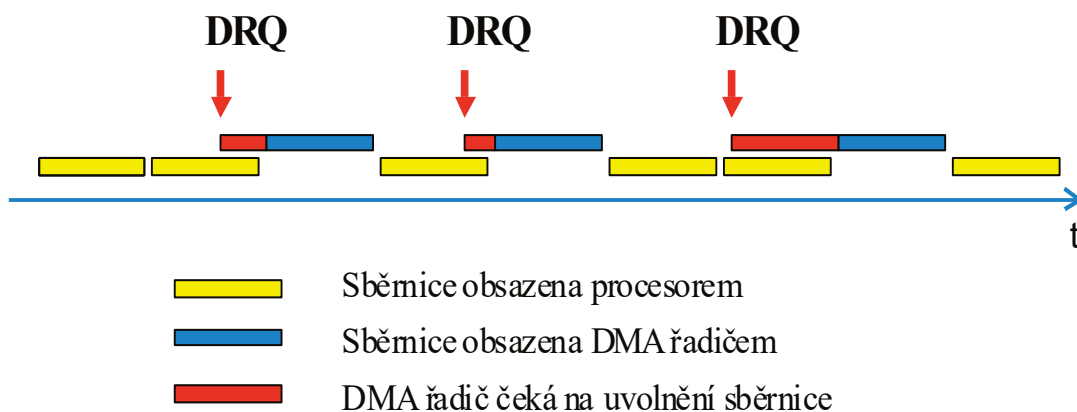 DRQ DRQ DRQ
t
Sběrnice obsazena procesorem
Sběrnice obsazena DMA řadičem
DMA řadič čeká na uvolnění sběrnice